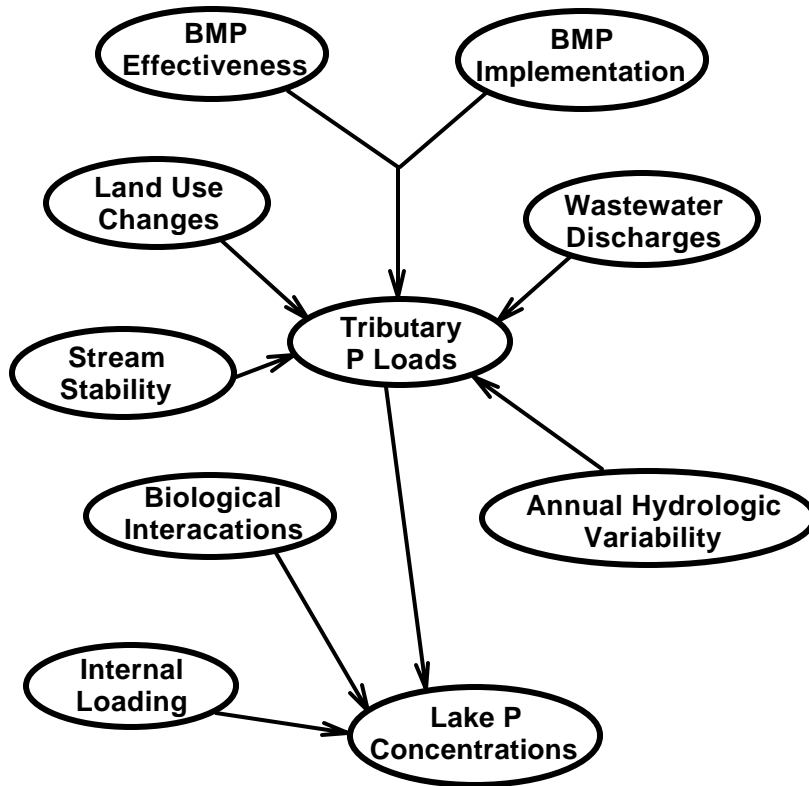 BMP
Effectiveness
BMP
Implementation
Land Use
Changes
Wastewater
Discharges
Tributary
P Loads
Stream
Stability
Biological
Interacations
Annual Hydrologic
Variability
Internal
Loading
Lake P
Concentrations